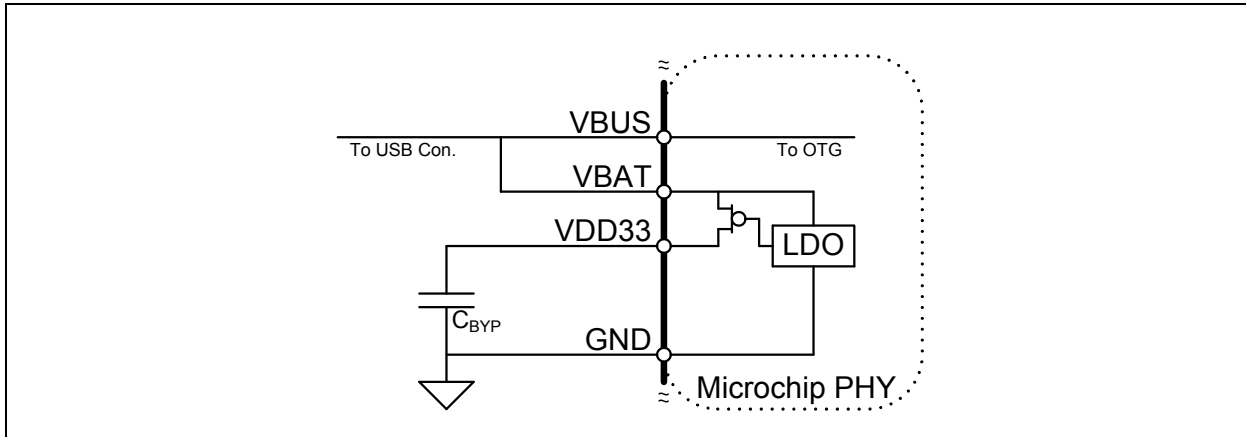 VBUS
To USB Con.
To OTG
VBAT
VDD33
LDO
CBYP
GND
Microchip PHY